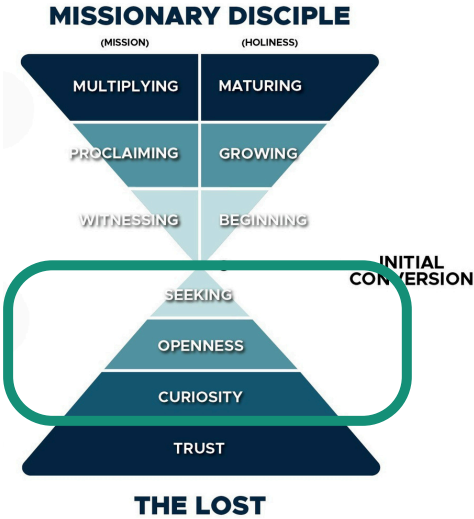 MISSIONARY DISCIPLE
(MISSION) (HOLINESS)
MULTIPLYING MATURING
PROCLAIMING GROWING
WITNESSING BEGINNING
INITIAL
CONVERSION
SEEKING
OPENNESS
CURIOSITY
TRUST
THE LOST